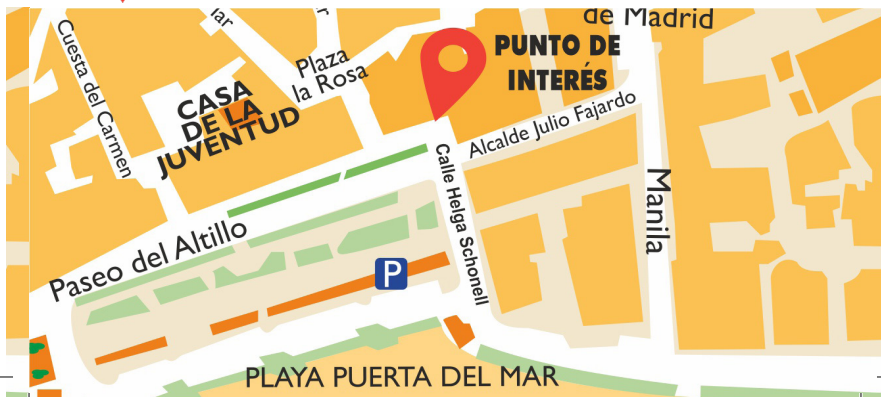 de Madrid
PUNTO DE
INTERÉS
Cuesta del Carmen
Plaza
la Rosa
CASA
DE LA
JUVENTUD
Alcalde Julio Fajardo
Calle Helga Schonell
Manila
Paseo del Altillo
P
PLAYA PUERTA DEL MAR